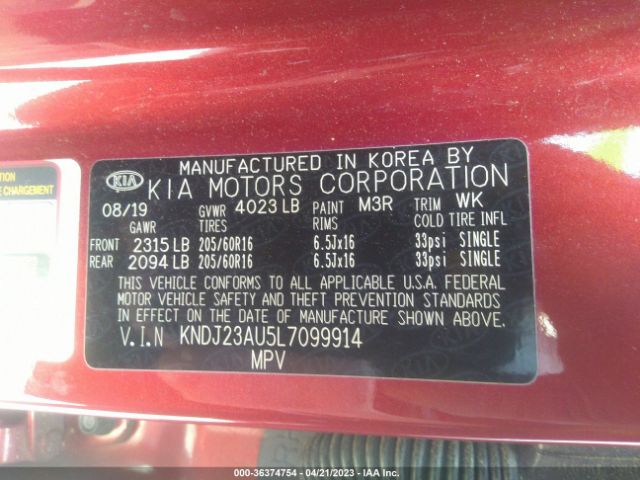 TION
E CHARGEMENT
MANUFACTURED IN KOREA BY
KIA KIA MOTORS CORPORATION
08/19 GVWR 4023 LB PAINT M3R TRIM WK
GAWR TIRES RIMS COLD TIRE INFL
FRONT 2315 LB 205/60R16 6.5Jx16 33psi SINGLE
REAR 2094 LB 205/60R16 6.5Jx16 33psi SINGLE
THIS VEHICLE CONFORMS TO ALL APPLICABLE U.S.A. FEDERAL
MOTOR VEHICLE SAFETY AND THEFT PREVENTION STANDARDS
IN EFFECT ON THE DATE OF MANUFACTURE SHOWN ABOVE.
V.I.N KNDJ23AU5L7099914
MPV
000-36374754 - 04/21/2023 - IAA Inc.